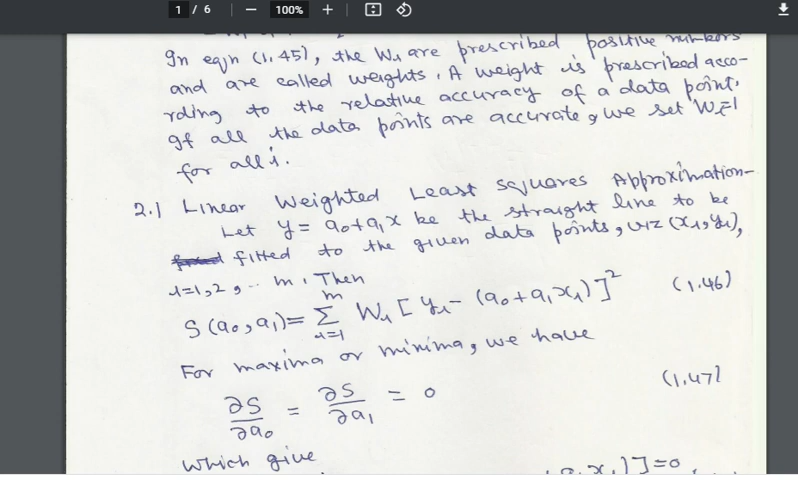 1 / 6 — 100% +
In eqn (1.45), the Wi are prescribed positive numbers
and are called weights. A weight is prescribed acco-
rding to the relative accuracy of a data point.
If all the data points are accurate, we set Wi=1
for all i.
2.1 Linear Weighted Least Squares Approximation-
Let y = a₀+a₁x be the straight line to be
fitted to the given data points, viz (xi, yi),
i=1,2, .. m. Then
S(a₀, a₁)= Σ_{i=1}^{m} Wi [yi- (a₀+a₁xi)]² (1.46)
For maxima or minima, we have
∂S/∂a₀ = ∂S/∂a₁ = 0 (1.47)
Which give
xi)]=0